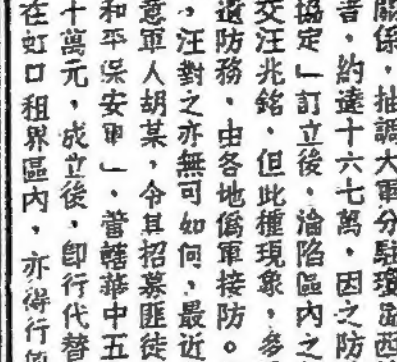 關係，抽調大軍分駐瓊
者，約達十六七萬，因之防
協定﹂訂立後，淪陷區內之
交汪兆銘，但此種現象，多
遺防務，由各地僞軍接防。
，汪對之亦無可如何，最近
意軍人胡某，令其招募匪徒
和平保安軍﹂，管轄華中五
十萬元，成立後，卽行代替
在虹口租界區內，亦得行